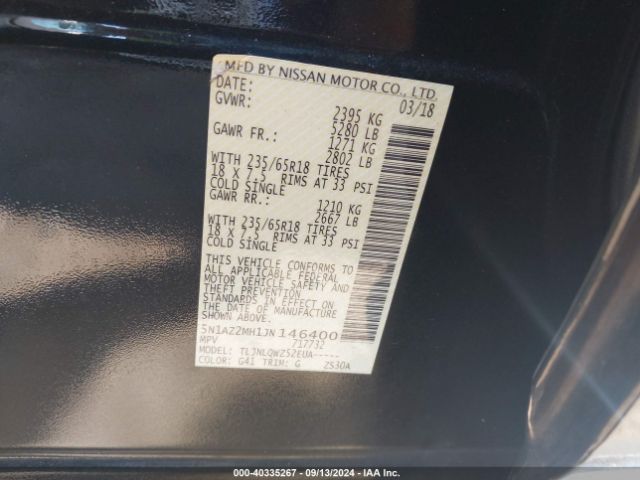 MFD BY NISSAN MOTOR CO., LTD.
DATE: 03/18
GVWR: 2395 KG
5280 LB
GAWR FR.: 1271 KG
2802 LB
WITH 235/65R18 TIRES
18 X 7.5 RIMS AT 33 PSI
COLD SINGLE
GAWR RR.: 1210 KG
2667 LB
WITH 235/65R18 TIRES
18 X 7.5 RIMS AT 33 PSI
COLD SINGLE
THIS VEHICLE CONFORMS TO
ALL APPLICABLE FEDERAL
MOTOR VEHICLE SAFETY AND
THEFT PREVENTION
STANDARDS IN EFFECT ON
THE DATE OF MANUFACTURE
SHOWN ABOVE.
5N1AZ2MH1JN146400
MPV 717732
MODEL: TLJNLQWZ52EUA-----
COLOR: G41 TRIM: G ZS30A
000-40335267 - 09/13/2024 - IAA Inc.